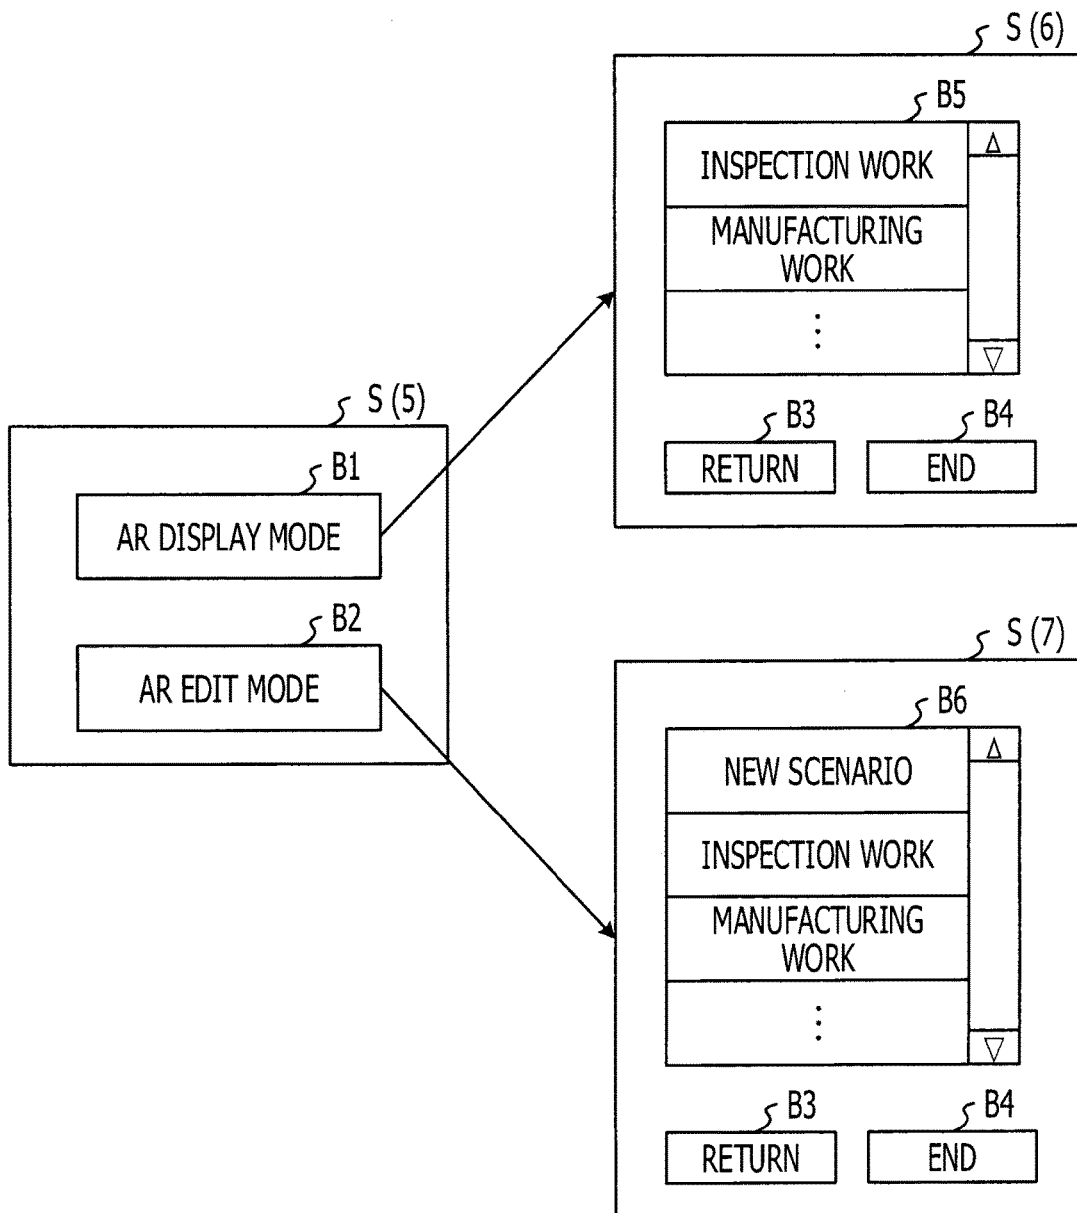 S (6)
B5
INSPECTION WORK
MANUFACTURING
WORK
B3
B4
RETURN
END
S (5)
B1
AR DISPLAY MODE
B2
AR EDIT MODE
S (7)
B6
NEW SCENARIO
INSPECTION WORK
MANUFACTURING
WORK
B3
B4
RETURN
END